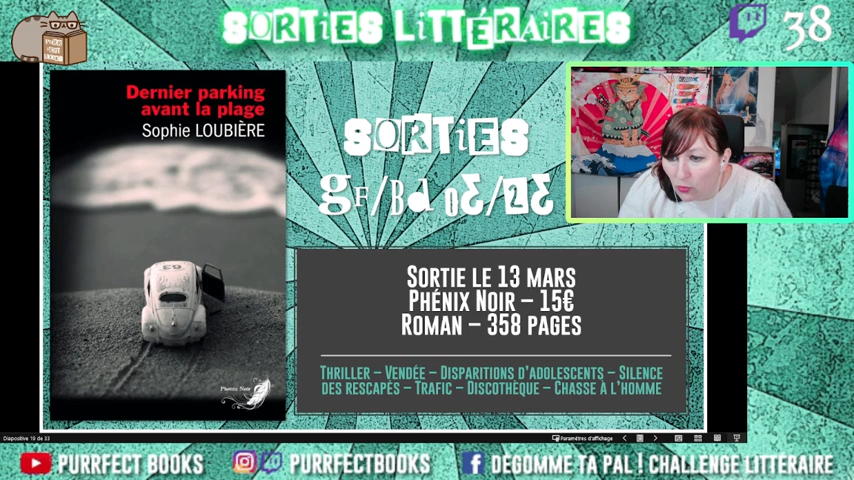 SORTIES LITTÉRAIRES
38
Dernier parking
avant la plage
Sophie LOUBIÈRE
63
Phénix Noir
SORTIES
GF/BD 03/23
SORTIE LE 13 MARS
PHÉNIX NOIR – 15€
ROMAN – 358 PAGES
THRILLER – VENDÉE – DISPARITIONS D'ADOLESCENTS – SILENCE
DES RESCAPÉS – TRAFIC – DISCOTHÈQUE – CHASSE À L'HOMME
Diapositive 19 de 33
Paramètres d'affichage
PURRFECT BOOKS
PURRFECTBOOKS
DÉGOMME TA PAL ! CHALLENGE LITTÉRAIRE